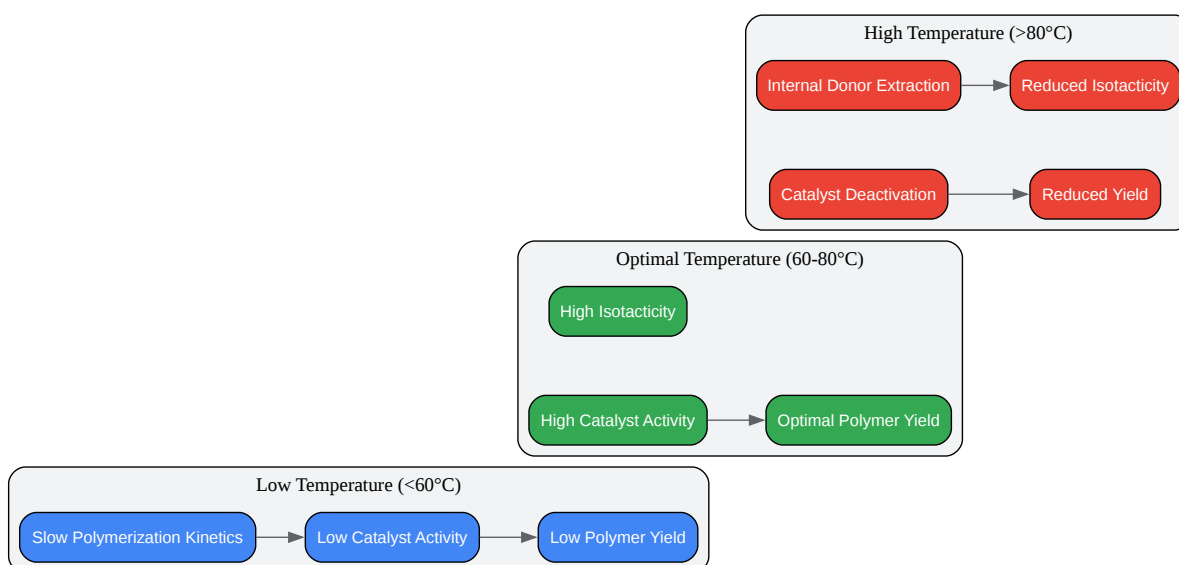 High Temperature (>80°C)
Internal Donor Extraction
Reduced Isotacticity
Catalyst Deactivation
Reduced Yield
Optimal Temperature (60-80°C)
High Isotacticity
High Catalyst Activity
Optimal Polymer Yield
Low Temperature (<60°C)
Slow Polymerization Kinetics
Low Catalyst Activity
Low Polymer Yield